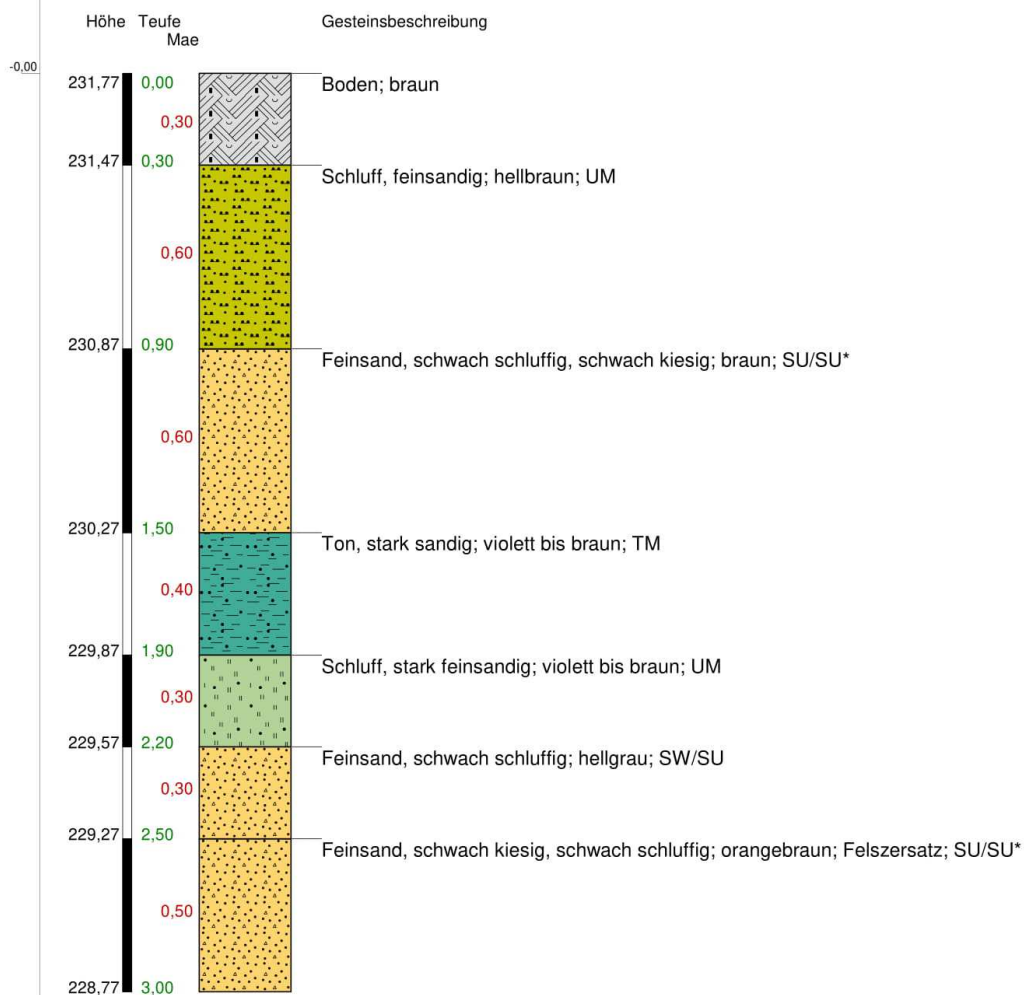 Höhe Teufe Gesteinsbeschreibung
Mae
-0,00
231,77 0,00 Boden; braun
0,30
231,47 0,30 Schluff, feinsandig; hellbraun; UM
0,60
230,87 0,90 Feinsand, schwach schluffig, schwach kiesig; braun; SU/SU*
0,60
230,27 1,50 Ton, stark sandig; violett bis braun; TM
0,40
229,87 1,90 Schluff, stark feinsandig; violett bis braun; UM
0,30
229,57 2,20 Feinsand, schwach schluffig; hellgrau; SW/SU
0,30
229,27 2,50 Feinsand, schwach kiesig, schwach schluffig; orangebraun; Felszersatz; SU/SU*
0,50
228,77 3,00